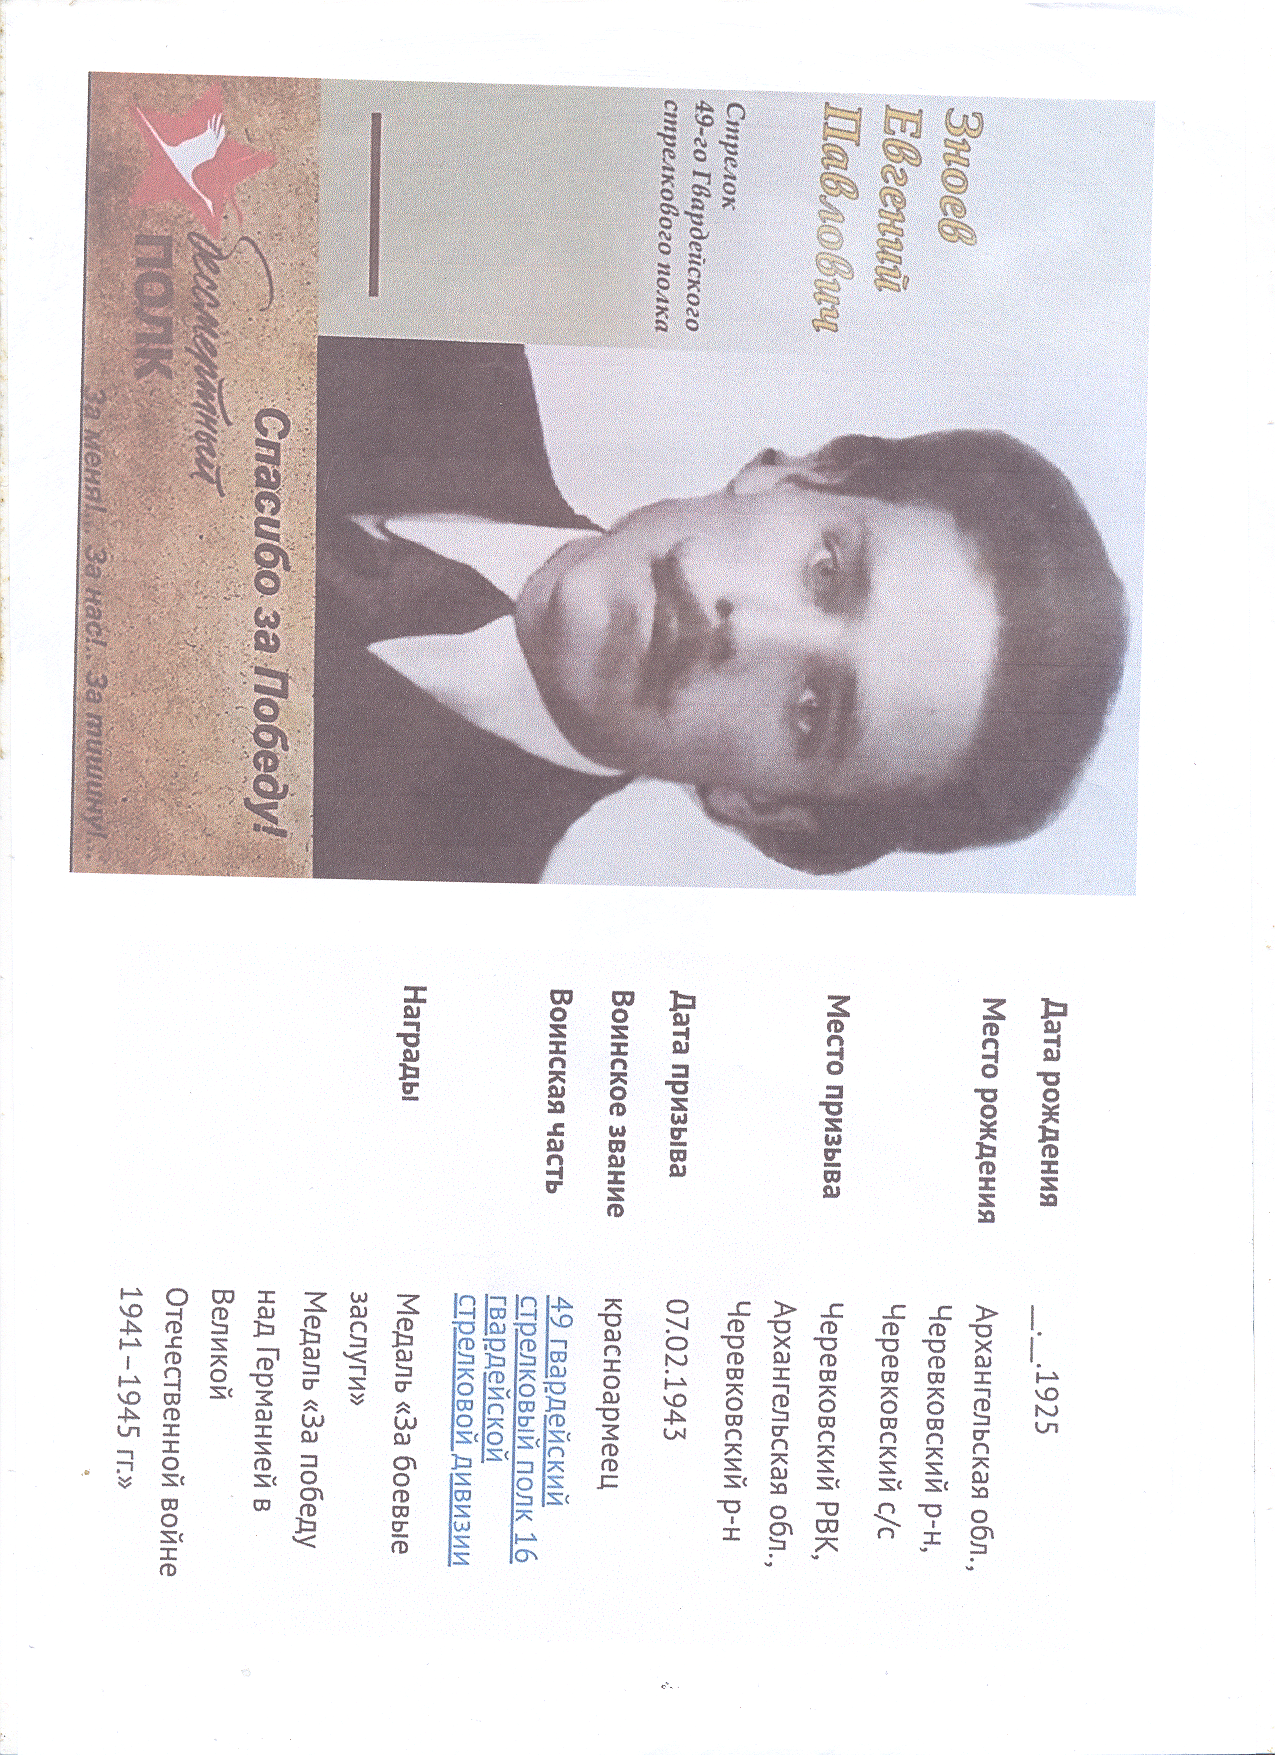 Зноев
Евгений
Павлович
Стрелок
49-го Гвардейского
стрелкового полка
Спасибо за Победу!
Бессмертный
ПОЛК
За меня!.. За нас!.. За тишину!...
Дата рождения __.__.1925
Место рождения Архангельская обл.,
Черевковский р-н,
Черевковский с/с
Место призыва Черевковский РВК,
Архангельская обл.,
Черевковский р-н
Дата призыва 07.02.1943
Воинское звание красноармеец
Воинская часть 49 гвардейский
стрелковый полк 16
гвардейской
стрелковой дивизии
Награды Медаль «За боевые
заслуги»
Медаль «За победу
над Германией в
Великой
Отечественной войне
1941–1945 гг.»